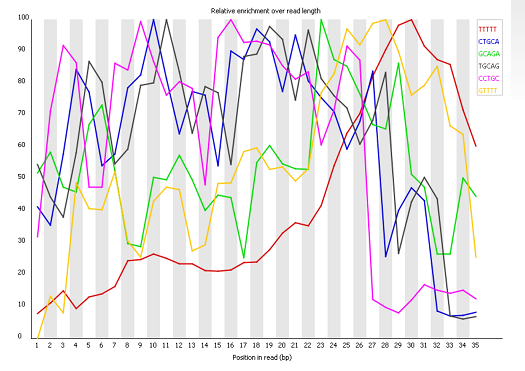 Relative enrichment over read length
100
90
80
70
60
50
40
30
20
10
0
TTTTT
CTGCA
GCAGA
TGCAG
CCTGC
GTTTT
1 2 3 4 5 6 7 8 9 10 11 12 13 14 15 16 17 18 19 20 21 22 23 24 25 26 27 28 29 30 31 32 33 34 35
Position in read (bp)